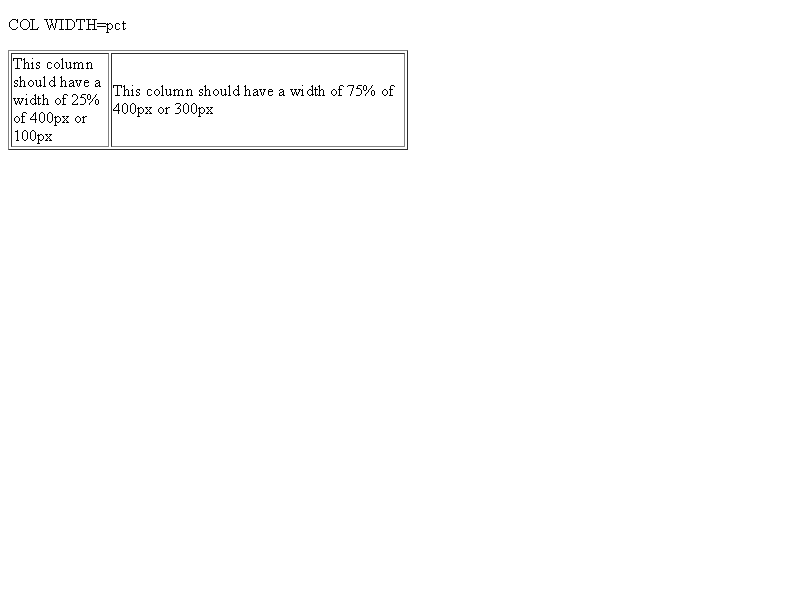 COL WIDTH=pct
This column
should have a
width of 25%
of 400px or
100px
This column should have a width of 75% of
400px or 300px